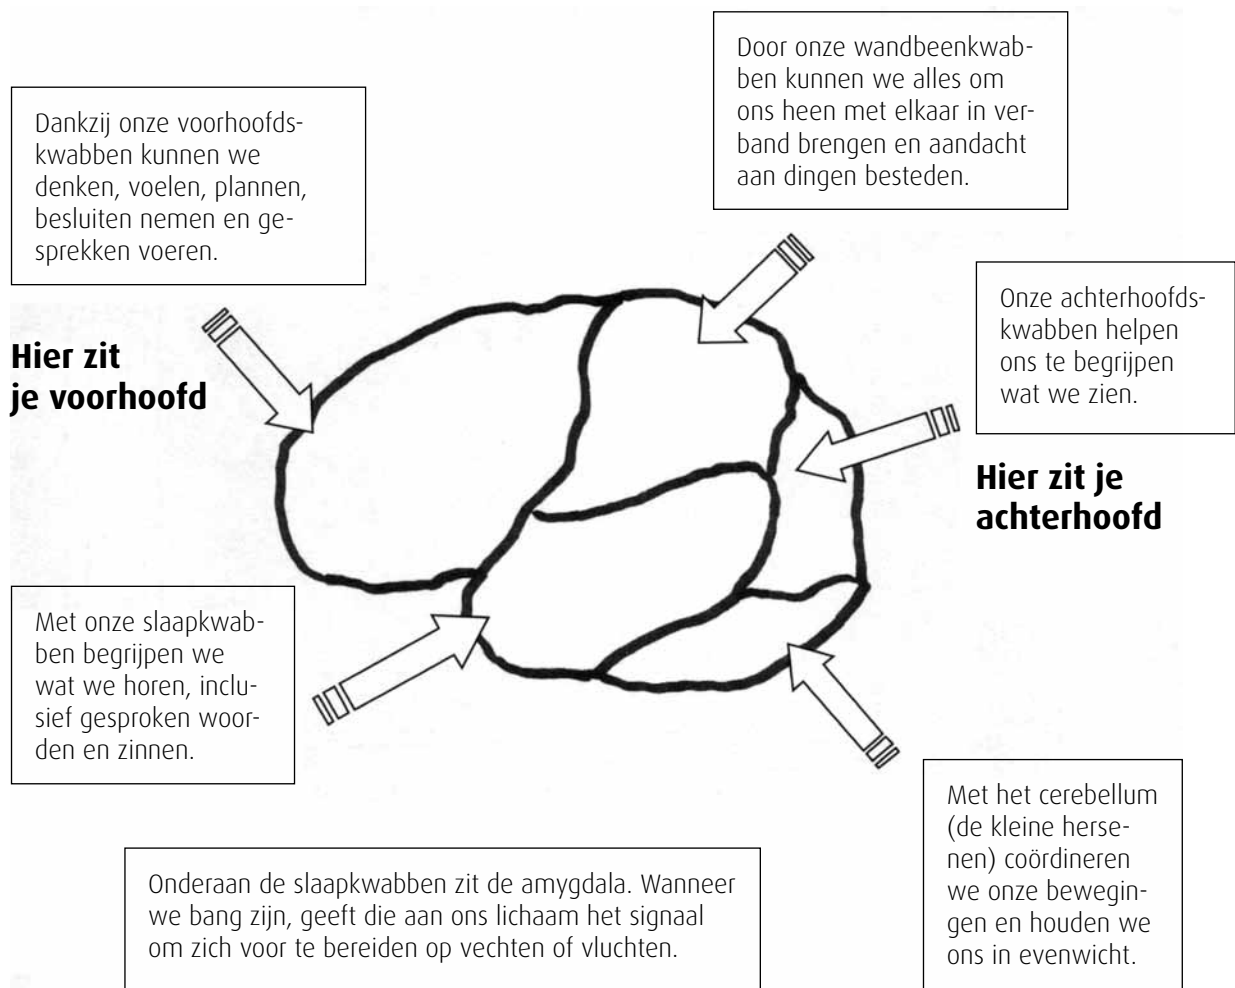 Door onze wandbeenkwab-
ben kunnen we alles om
ons heen met elkaar in ver-
band brengen en aandacht
aan dingen besteden.
Dankzij onze voorhoofds-
kwabben kunnen we
denken, voelen, plannen,
besluiten nemen en ge-
sprekken voeren.
Onze achterhoofds-
kwabben helpen
ons te begrijpen
wat we zien.
Hier zit
je voorhoofd
Hier zit je
achterhoofd
Met onze slaapkwab-
ben begrijpen we
wat we horen, inclu-
sief gesproken woor-
den en zinnen.
Met het cerebellum
(de kleine herse-
nen) coördineren
we onze bewegin-
gen en houden we
ons in evenwicht.
Onderaan de slaapkwabben zit de amygdala. Wanneer
we bang zijn, geeft die aan ons lichaam het signaal
om zich voor te bereiden op vechten of vluchten.